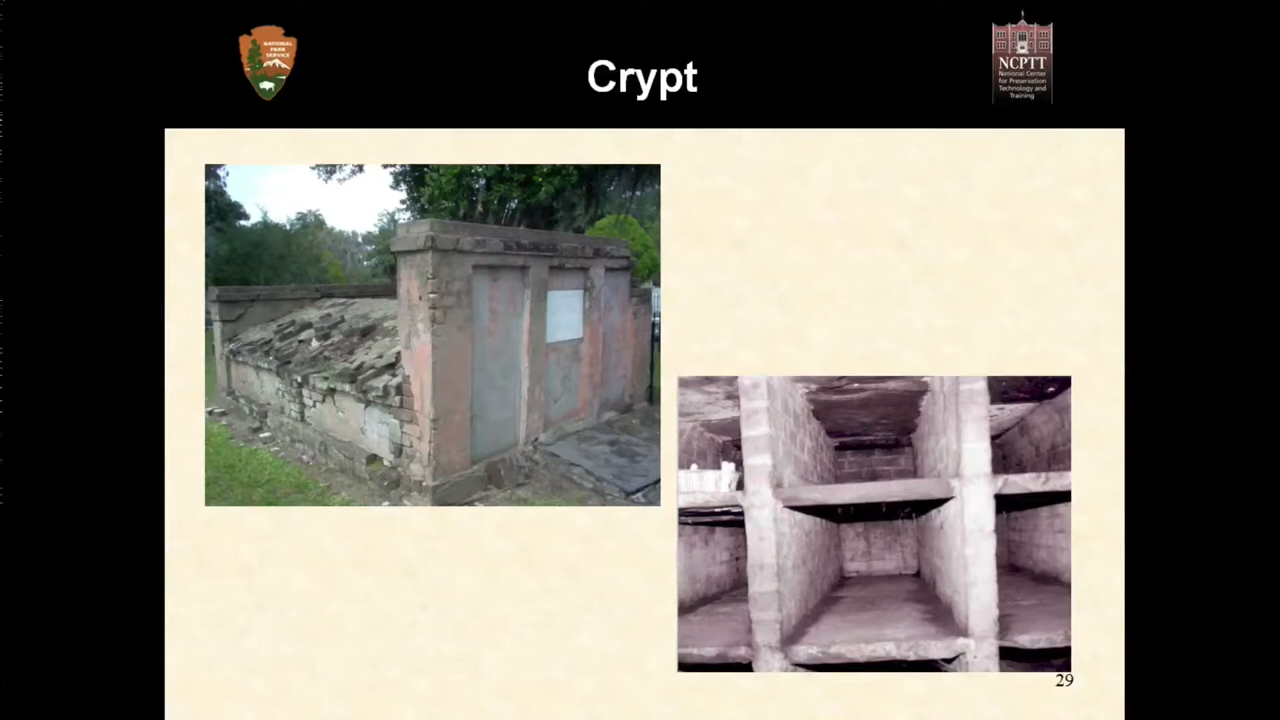 NATIONAL
PARK
SERVICE
Crypt
NCPTT
National Center
for Preservation
Technology and
Training
29